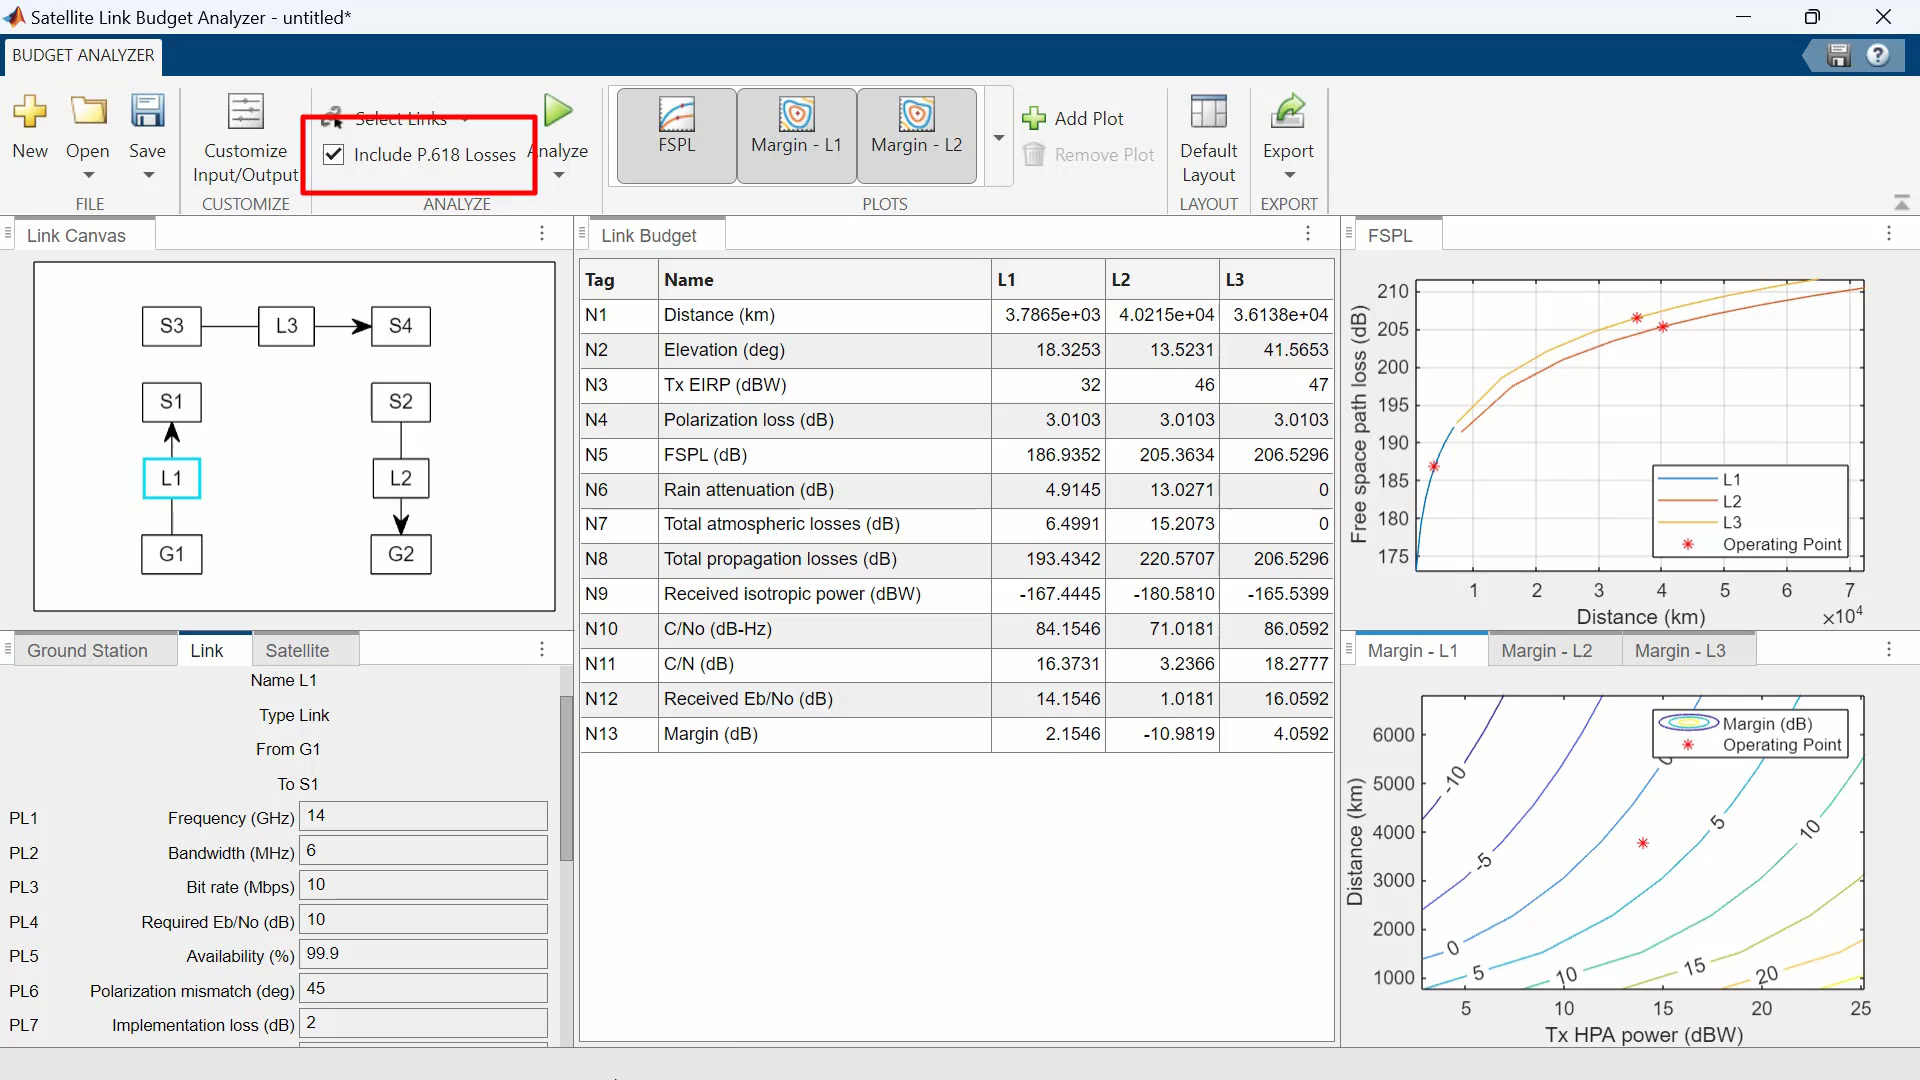 Satellite Link Budget Analyzer - untitled*
BUDGET ANALYZER
New
Open
Save
FILE
Customize
Input/Output
CUSTOMIZE
Select Links
Include P.618 Losses
Analyze
ANALYZE
FSPL
Margin - L1
Margin - L2
Add Plot
Remove Plot
PLOTS
Default
Layout
LAYOUT
Export
EXPORT
Link Canvas
S3
L3
S4
S1
S2
L1
L2
G1
G2
Ground Station
Link
Satellite
Name L1
Type Link
From G1
To S1
PL1 Frequency (GHz) 14
PL2 Bandwidth (MHz) 6
PL3 Bit rate (Mbps) 10
PL4 Required Eb/No (dB) 10
PL5 Availability (%) 99.9
PL6 Polarization mismatch (deg) 45
PL7 Implementation loss (dB) 2
Link Budget
Tag Name L1 L2 L3
N1 Distance (km) 3.7865e+03 4.0215e+04 3.6138e+04
N2 Elevation (deg) 18.3253 13.5231 41.5653
N3 Tx EIRP (dBW) 32 46 47
N4 Polarization loss (dB) 3.0103 3.0103 3.0103
N5 FSPL (dB) 186.9352 205.3634 206.5296
N6 Rain attenuation (dB) 4.9145 13.0271 0
N7 Total atmospheric losses (dB) 6.4991 15.2073 0
N8 Total propagation losses (dB) 193.4342 220.5707 206.5296
N9 Received isotropic power (dBW) -167.4445 -180.5810 -165.5399
N10 C/No (dB-Hz) 84.1546 71.0181 86.0592
N11 C/N (dB) 16.3731 3.2366 18.2777
N12 Received Eb/No (dB) 14.1546 1.0181 16.0592
N13 Margin (dB) 2.1546 -10.9819 4.0592
FSPL
Free space path loss (dB)
210
205
200
195
190
185
180
175
L1
L2
L3
Operating Point
1 2 3 4 5 6 7
Distance (km) ×10⁴
Margin - L1
Margin - L2
Margin - L3
Distance (km)
6000
5000
4000
3000
2000
1000
Margin (dB)
Operating Point
-10
0
5
10
-5
0
5
10
15
20
5 10 15 20 25
Tx HPA power (dBW)